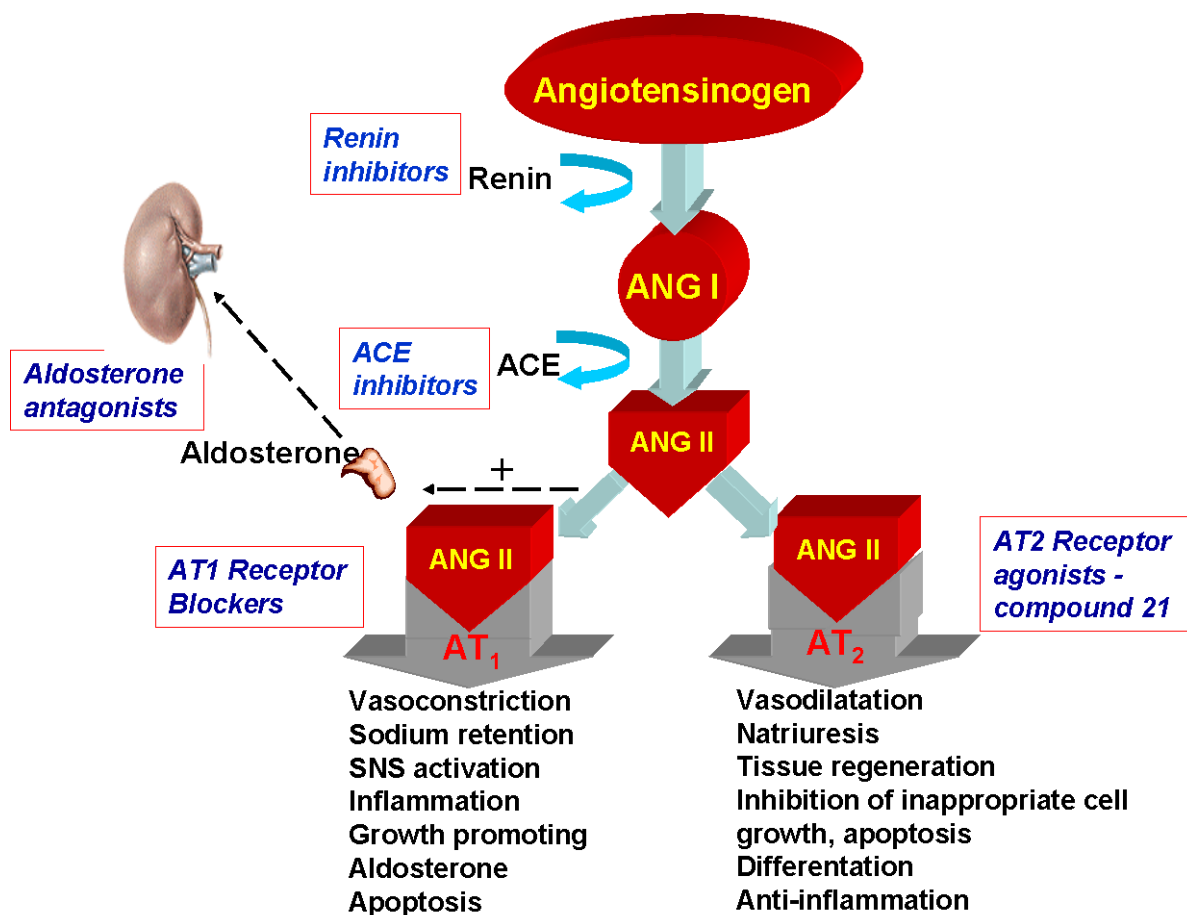 Angiotensinogen
Renin
inhibitors
Renin
ANG I
ACE
inhibitors
ACE
Aldosterone
antagonists
ANG II
Aldosterone
+
AT1 Receptor
Blockers
ANG II
ANG II
AT2 Receptor
agonists -
compound 21
AT₁
AT₂
Vasoconstriction
Sodium retention
SNS activation
Inflammation
Growth promoting
Aldosterone
Apoptosis
Vasodilatation
Natriuresis
Tissue regeneration
Inhibition of inappropriate cell
growth, apoptosis
Differentation
Anti-inflammation